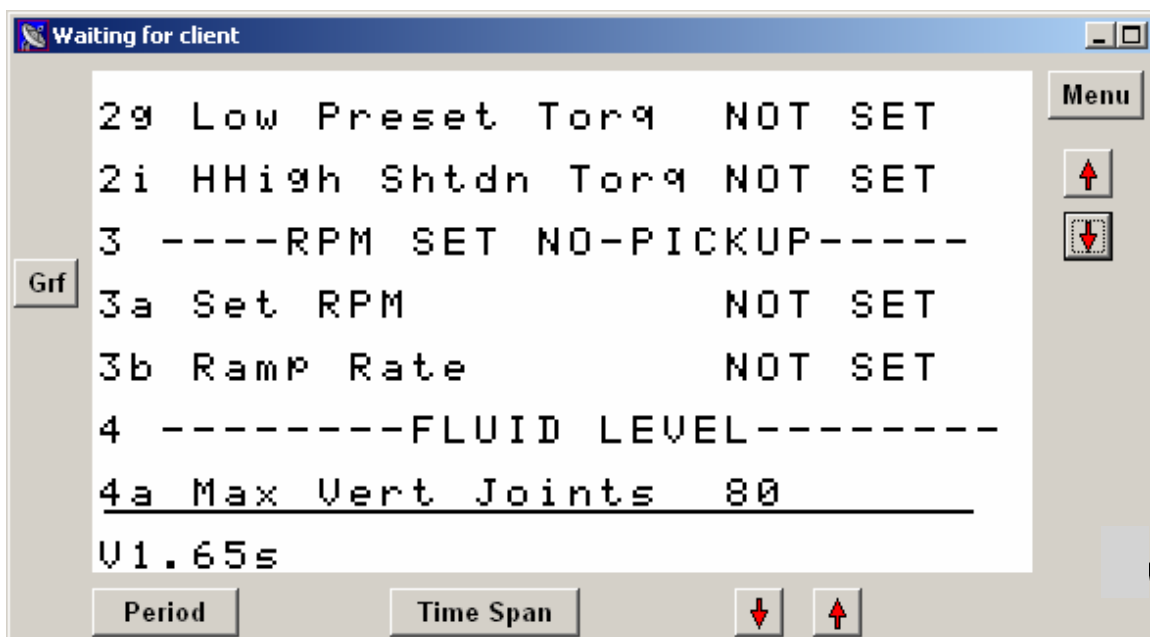 Waiting for client
Menu
2g Low Preset Torq NOT SET
2i HHigh Shtdn Torq NOT SET
3 ----RPM SET NO-PICKUP-----
Grf
3a Set RPM NOT SET
3b Ramp Rate NOT SET
4 --------FLUID LEVEL--------
4a Max Vert Joints 80
V1.65s
Period Time Span